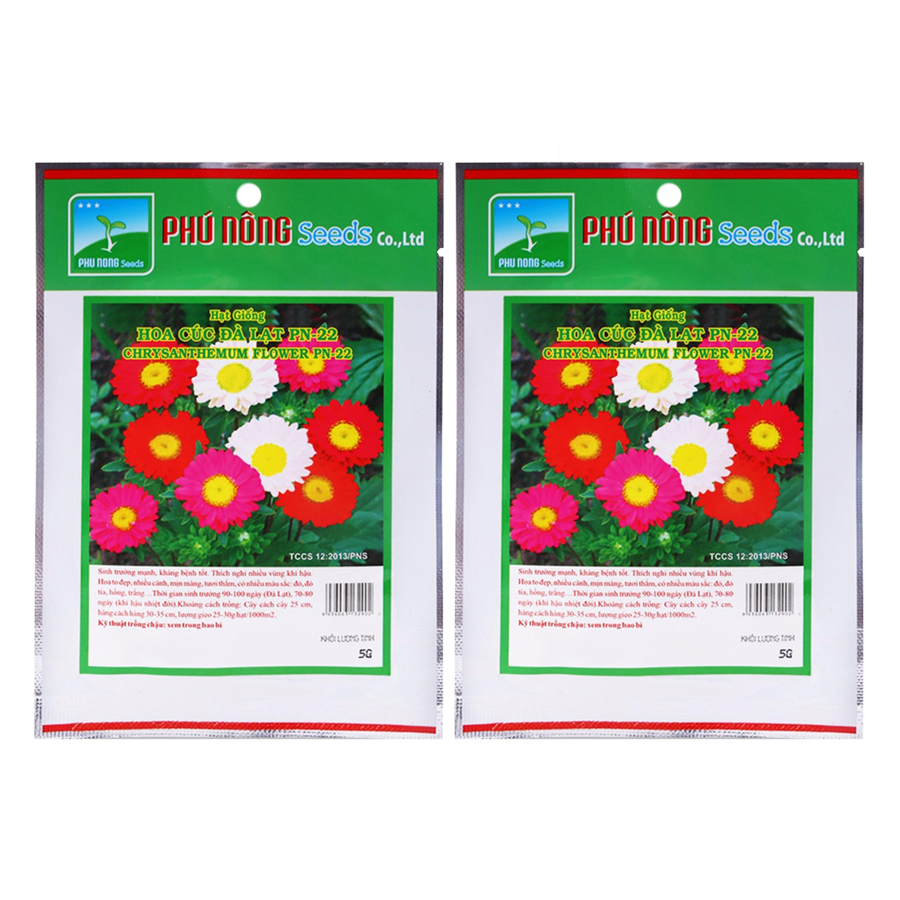 PHÚ NÔNG Seeds Co.,Ltd
PHU NONG Seeds
Hạt Giống
HOA CÚC ĐÀ LẠT PN-22
CHRYSANTHEMUM FLOWER PN-22
TCCS 12:2013/PNS
Sinh trưởng mạnh, kháng bệnh tốt. Thích nghi nhiều vùng khí hậu.
Hoa to đẹp, nhiều cánh, mịn màng, tươi thắm, có nhiều màu sắc: đỏ, đỏ
tía, hồng, trắng…Thời gian sinh trưởng 90-100 ngày (Đà Lạt), 70-80
ngày (khí hậu nhiệt đới).Khoảng cách trồng: Cây cách cây 25 cm,
hàng cách hàng 30-35 cm, lượng gieo 25-30g hạt/1000m2.
Kỹ thuật trồng chậu: xem trong bao bì
KHỐI LƯỢNG TỊNH
5G
PHÚ NÔNG Seeds Co.,Ltd
PHU NONG Seeds
Hạt Giống
HOA CÚC ĐÀ LẠT PN-22
CHRYSANTHEMUM FLOWER PN-22
TCCS 12:2013/PNS
Sinh trưởng mạnh, kháng bệnh tốt. Thích nghi nhiều vùng khí hậu.
Hoa to đẹp, nhiều cánh, mịn màng, tươi thắm, có nhiều màu sắc: đỏ, đỏ
tía, hồng, trắng…Thời gian sinh trưởng 90-100 ngày (Đà Lạt), 70-80
ngày (khí hậu nhiệt đới).Khoảng cách trồng: Cây cách cây 25 cm,
hàng cách hàng 30-35 cm, lượng gieo 25-30g hạt/1000m2.
Kỹ thuật trồng chậu: xem trong bao bì
KHỐI LƯỢNG TỊNH
5G